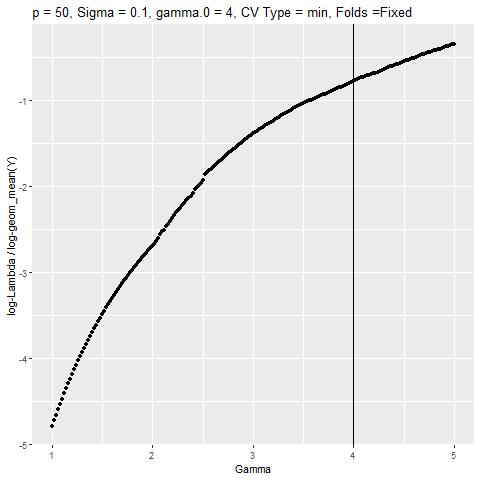 p = 50, Sigma = 0.1, gamma.0 = 4, CV Type = min, Folds =Fixed
log-Lambda / log-geom_mean(Y)
-1
-2
-3
-4
-5
1 2 3 4 5
Gamma